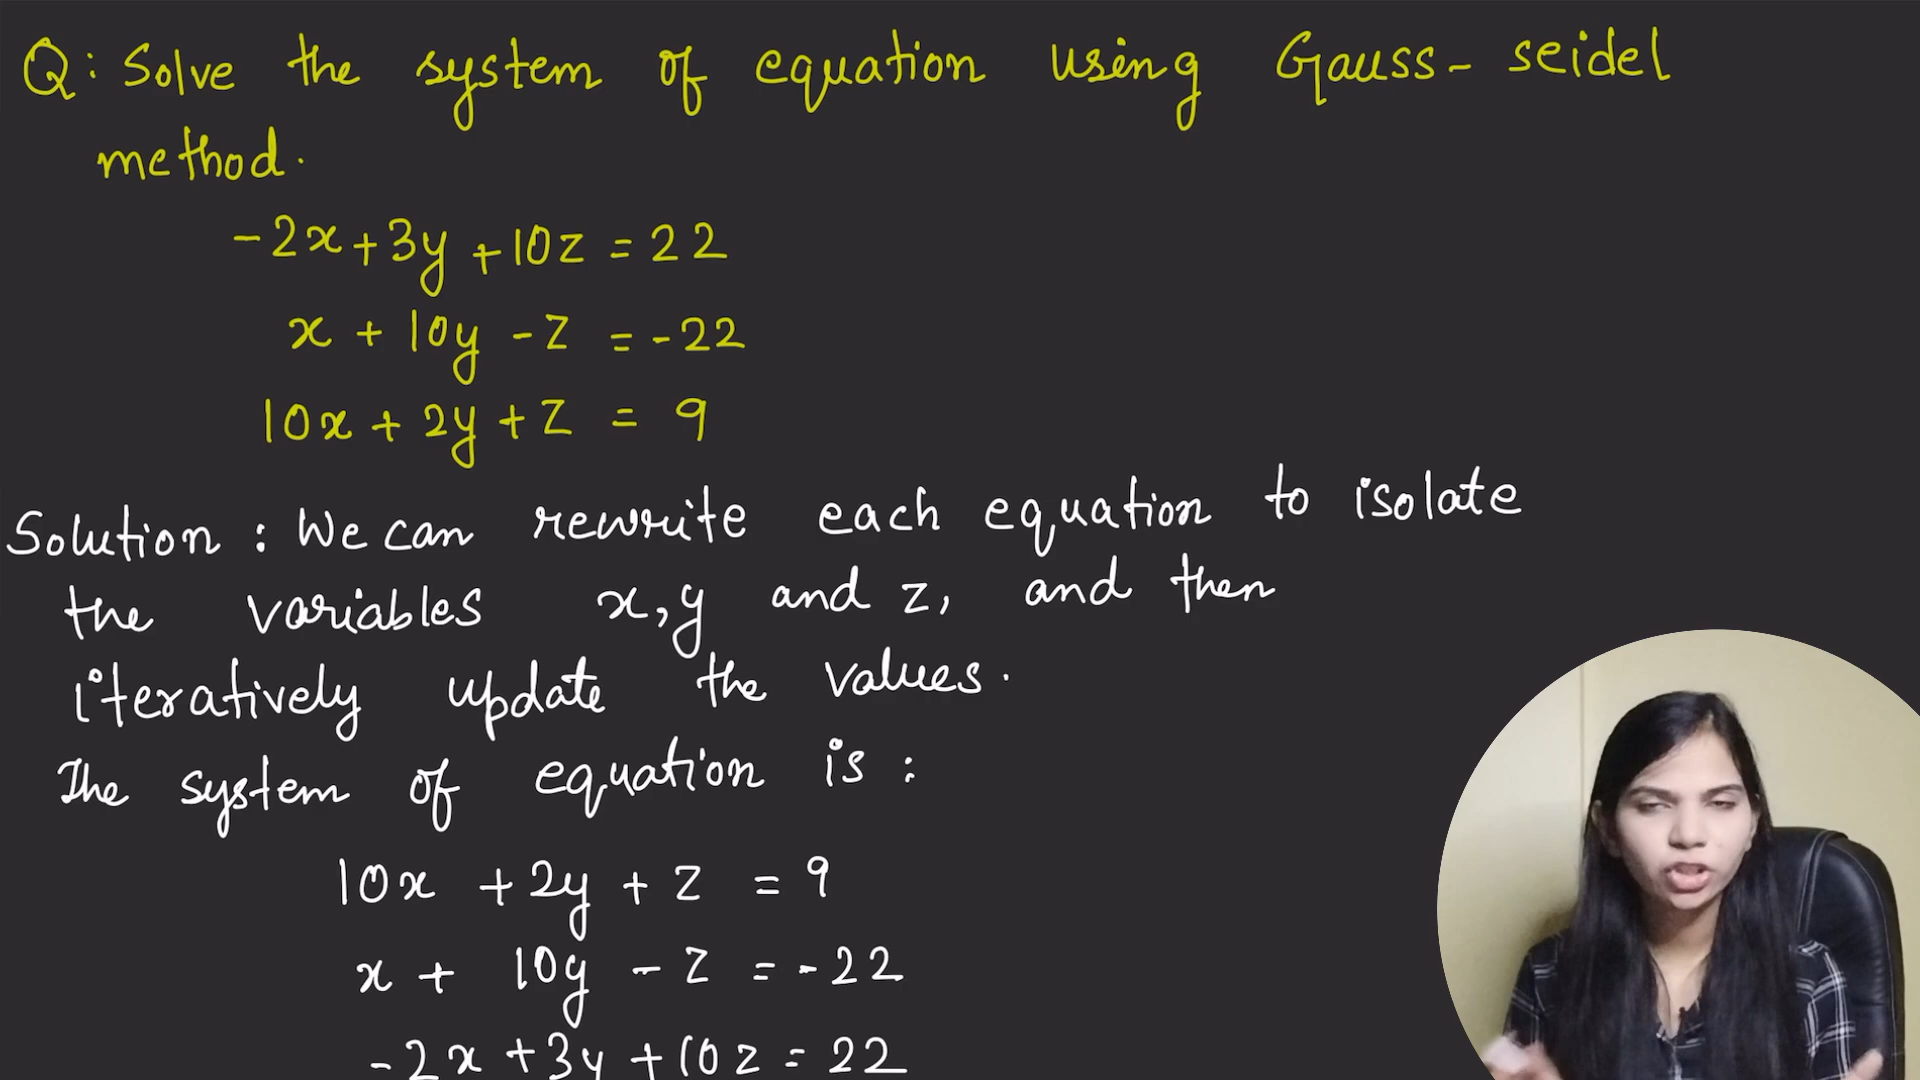 Q: Solve the system of equation using Gauss-seidel
method.
-2x+3y+10z=22
x + 10y - z = -22
10x + 2y + z = 9
Solution : We can rewrite each equation to isolate
the variables x,y and z, and then
iteratively update the values.
The system of equation is :
10x + 2y + z = 9
x + 10y - z = -22
-2x + 3y + 10z = 22